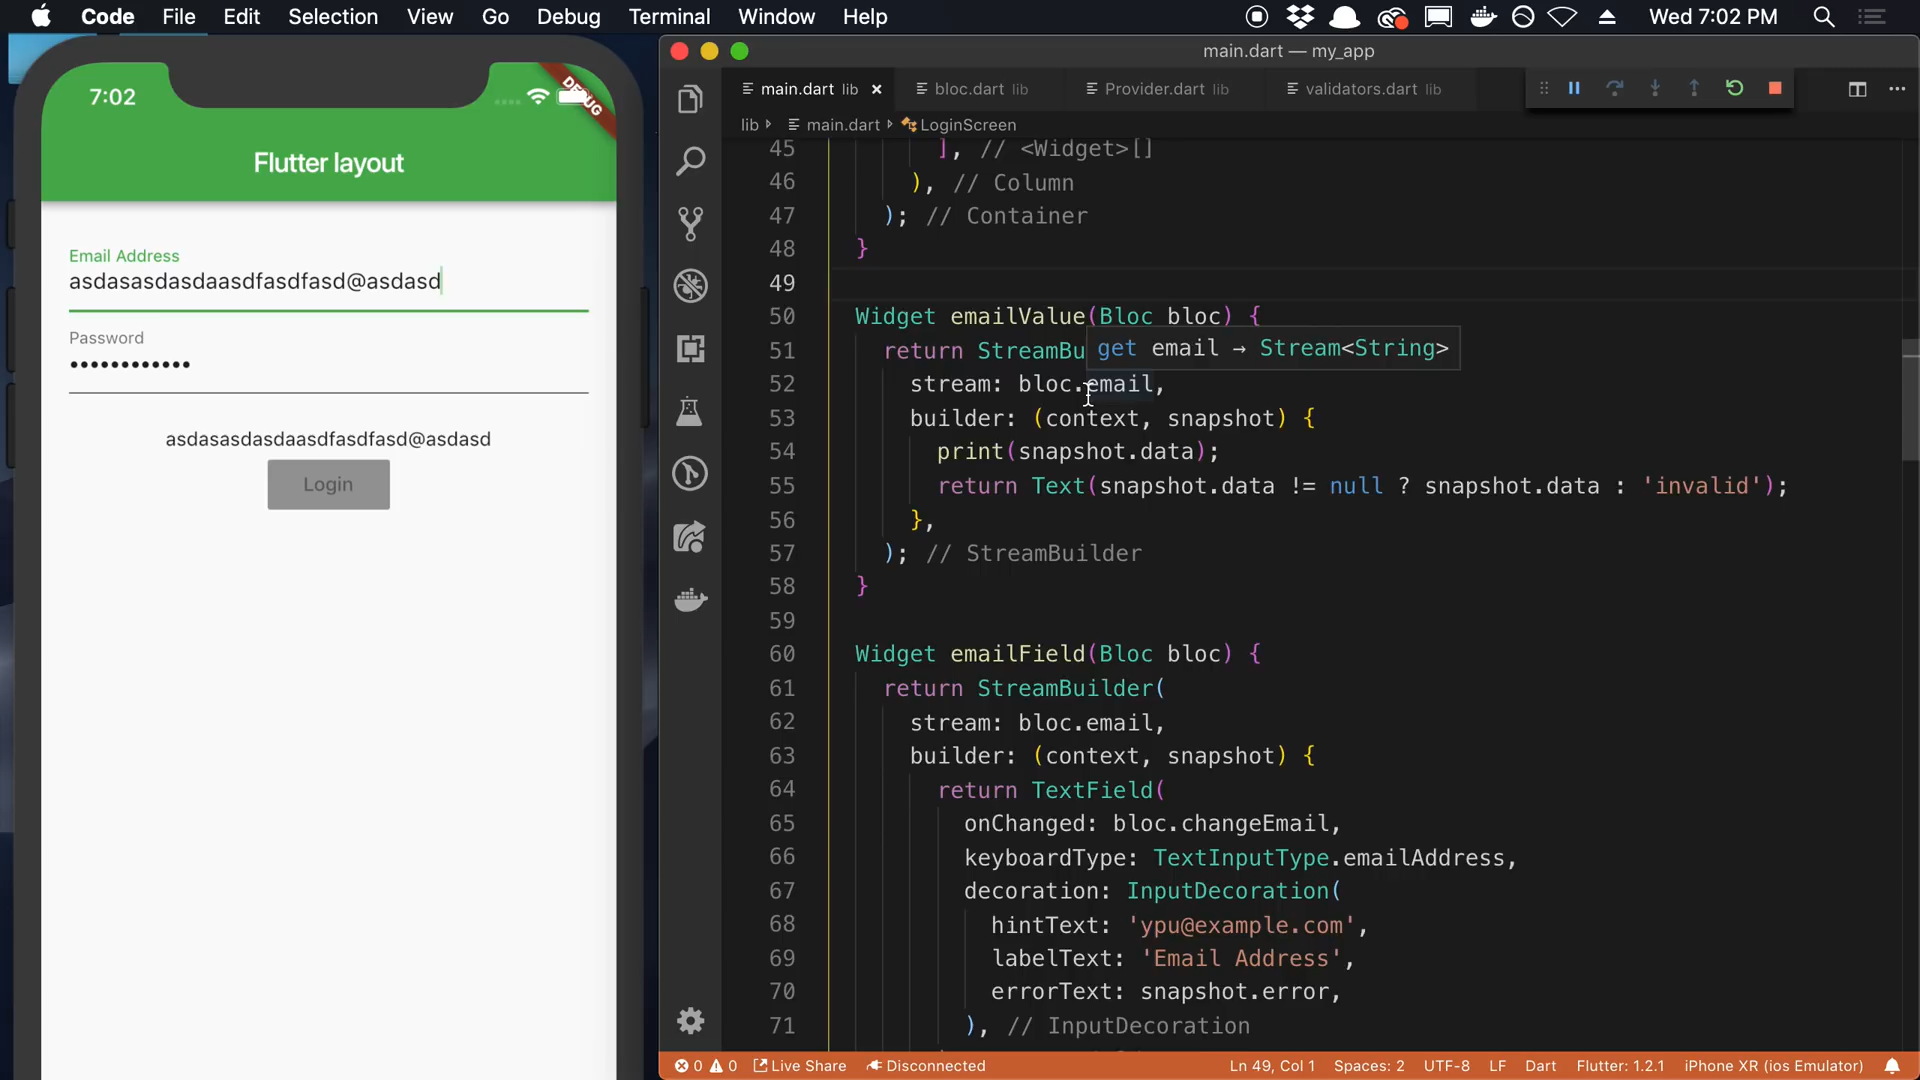 Code File Edit Selection View Go Debug Terminal Window Help Wed 7:02 PM
7:02
DEBUG
Flutter layout
Email Address
asdasasdasdaasdfasdfasd@asdasd
Password
••••••••••••
asdasasdasdaasdfasdfasd@asdasd
Login
main.dart — my_app
main.dart lib bloc.dart lib Provider.dart lib validators.dart lib
lib main.dart LoginScreen
45 ], // <Widget>[]
46 ), // Column
47 ); // Container
48 }
49
50 Widget emailValue(Bloc bloc) {
51 return StreamBu
get email → Stream<String>
52 stream: bloc.email,
53 builder: (context, snapshot) {
54 print(snapshot.data);
55 return Text(snapshot.data != null ? snapshot.data : 'invalid');
56 },
57 ); // StreamBuilder
58 }
59
60 Widget emailField(Bloc bloc) {
61 return StreamBuilder(
62 stream: bloc.email,
63 builder: (context, snapshot) {
64 return TextField(
65 onChanged: bloc.changeEmail,
66 keyboardType: TextInputType.emailAddress,
67 decoration: InputDecoration(
68 hintText: 'ypu@example.com',
69 labelText: 'Email Address',
70 errorText: snapshot.error,
71 ), // InputDecoration
0 0 Live Share Disconnected Ln 49, Col 1 Spaces: 2 UTF-8 LF Dart Flutter: 1.2.1 iPhone XR (ios Emulator)